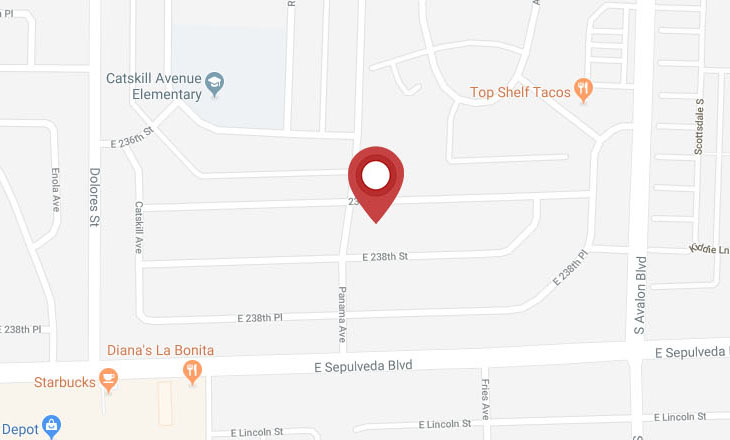 Pl
R
A
Catskill Avenue
Elementary
Top Shelf Tacos
Scottsdale S
E 236th St
Enola Ave
Dolores St
Catskill Ave
23
Kiddie Ln
E 238th St
E 238th Pl
S Avalon Blvd
Panama Ave
E 238th Pl
E 238th Pl
Diana's La Bonita
E Sepulveda Blvd
E Sepulveda
Starbucks
Fries Ave
E Lincoln St
E Lincoln St
E Lincoln St
Depot
S